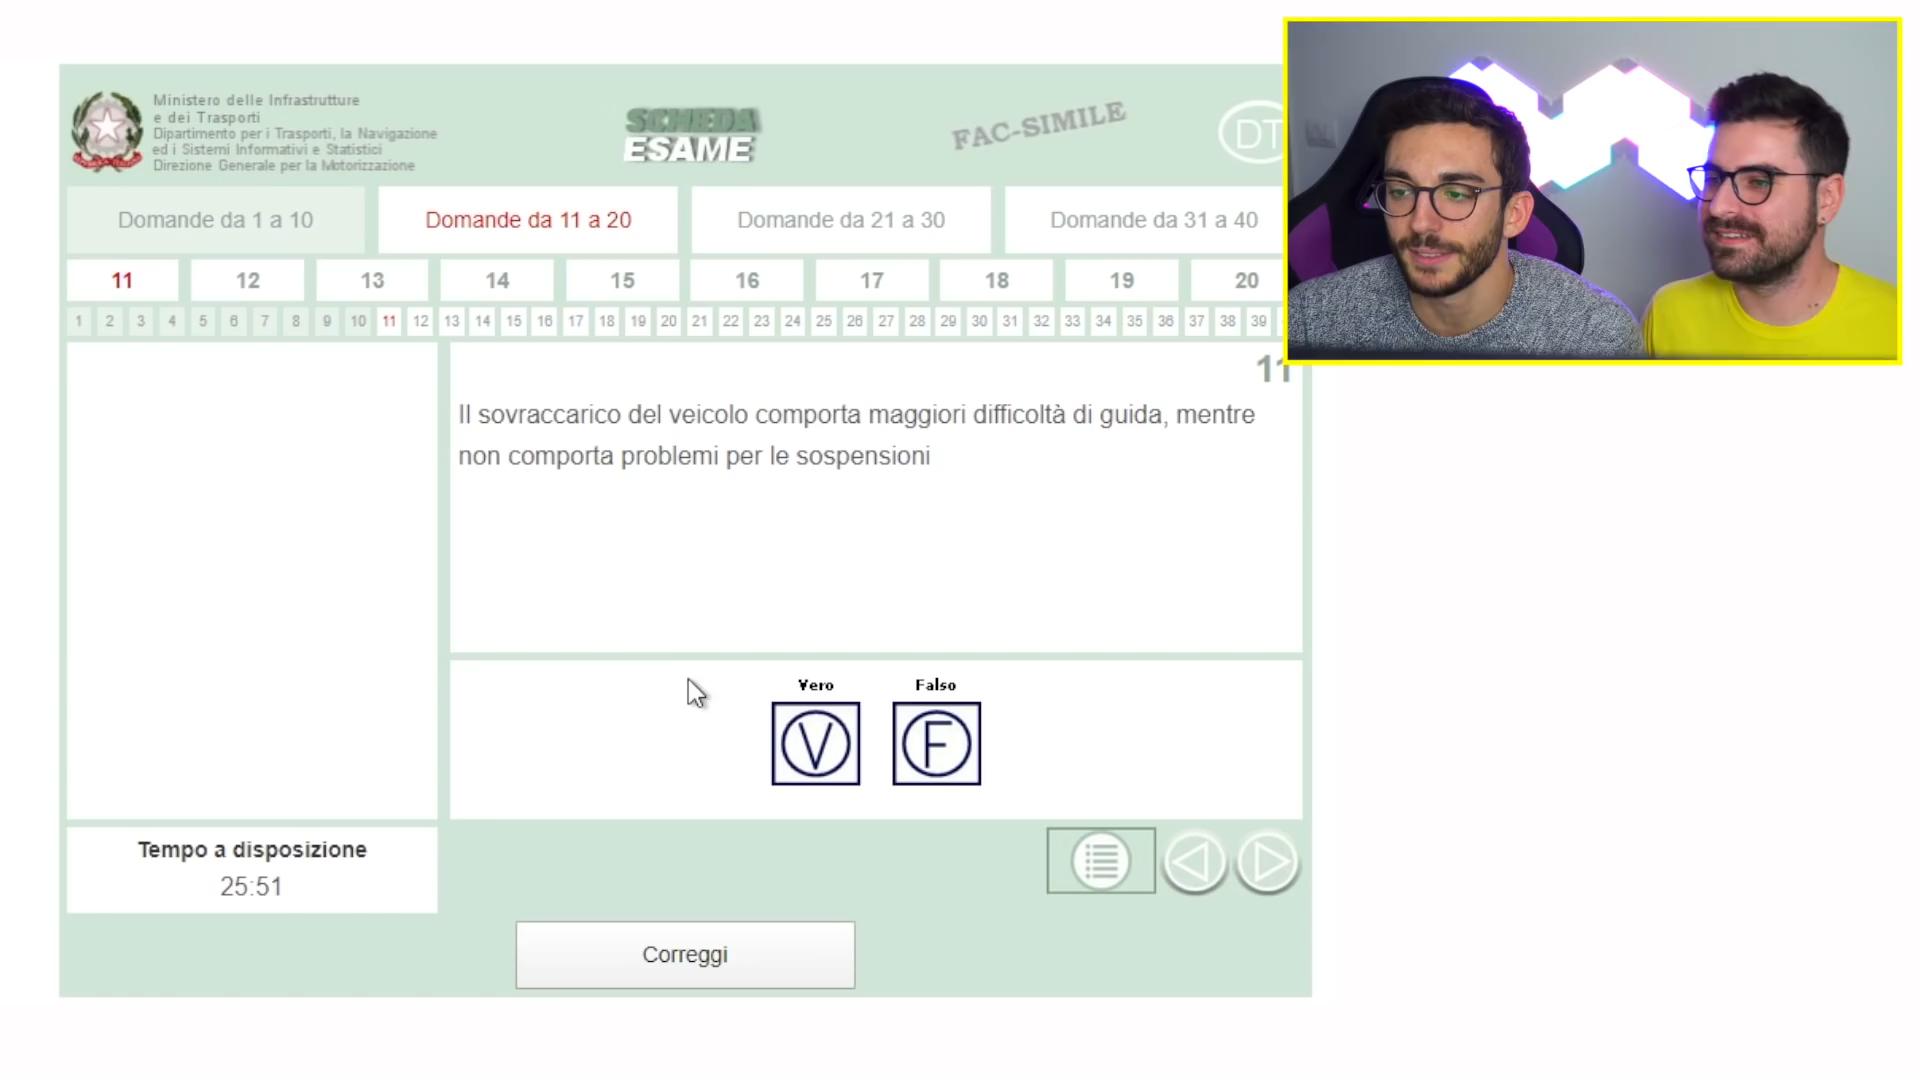 Ministero delle Infrastrutture
e dei Trasporti
Dipartimento per i Trasporti, la Navigazione
ed i Sistemi Informativi e Statistici
Direzione Generale per la Motorizzazione
SCHEDA
ESAME
FAC-SIMILE
DT
Domande da 1 a 10
Domande da 11 a 20
Domande da 21 a 30
Domande da 31 a 40
11 12 13 14 15 16 17 18 19 20
1 2 3 4 5 6 7 8 9 10 11 12 13 14 15 16 17 18 19 20 21 22 23 24 25 26 27 28 29 30 31 32 33 34 35 36 37 38 39
11
Il sovraccarico del veicolo comporta maggiori difficoltà di guida, mentre
non comporta problemi per le sospensioni
Vero
Falso
V
F
Tempo a disposizione
25:51
Correggi